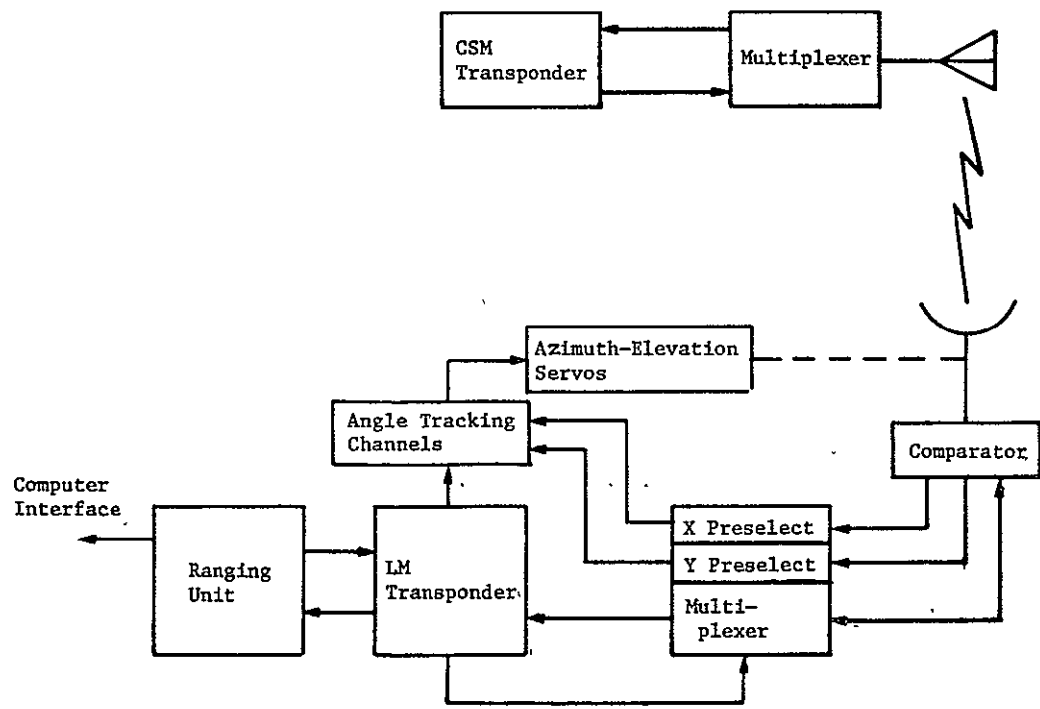 CSM
Transponder
Multiplexer
Azimuth-Elevation
Servos
Angle Tracking
Channels
Comparator
Computer
Interface
X Preselect
Y Preselect
Ranging
Unit
LM
Transponder
Multi-
plexer